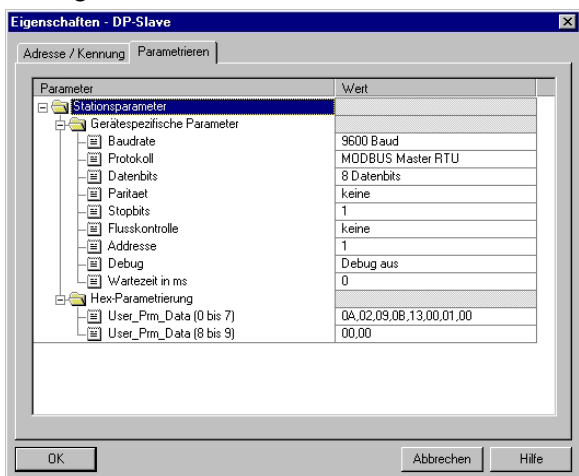 Eigenschaften - DP-Slave
Adresse / Kennung Parametrieren
Parameter Wert
Stationsparameter
Gerätespezifische Parameter
Baudrate 9600 Baud
Protokoll MODBUS Master RTU
Datenbits 8 Datenbits
Paritaet keine
Stopbits 1
Flusskontrolle keine
Addresse 1
Debug Debug aus
Wartezeit in ms 0
Hex-Parametrierung
User_Prm_Data (0 bis 7) 0A,02,09,0B,13,00,01,00
User_Prm_Data (8 bis 9) 00,00
OK Abbrechen Hilfe